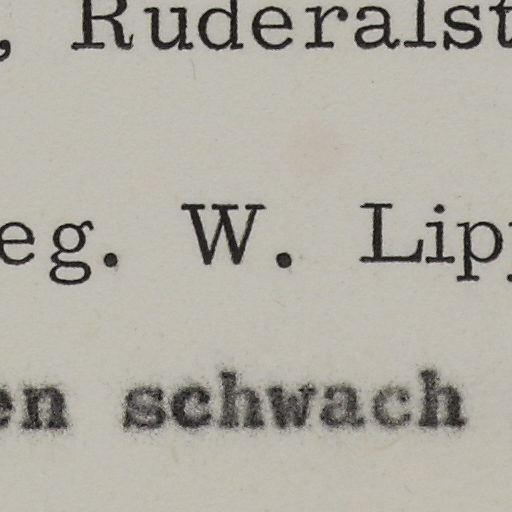 , Ruderalst
eg. W. Lip
en schwach